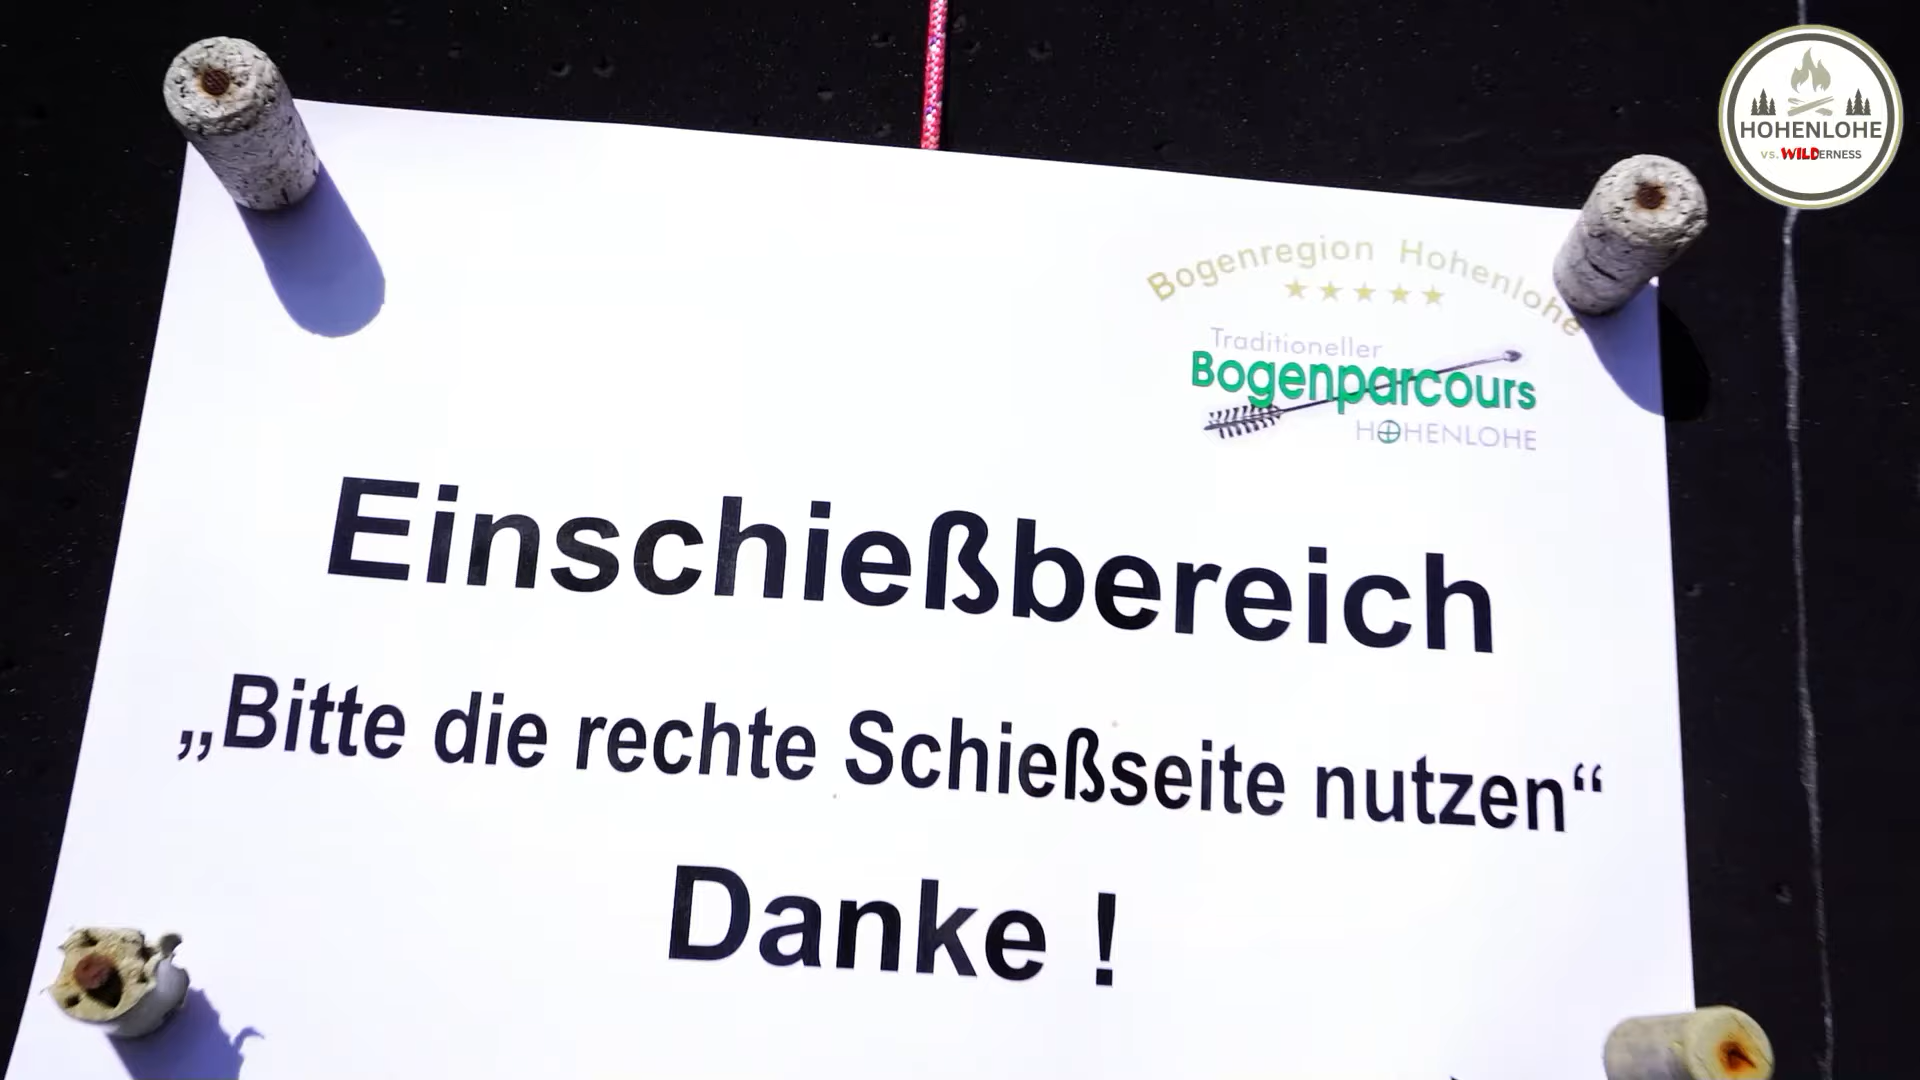 HOHENLOHE
VS. WILDERNESS
Bogenregion Hohenlohe
Traditioneller
Bogenparcours
HOHENLOHE
Einschießbereich
„Bitte die rechte Schießseite nutzen“
Danke !